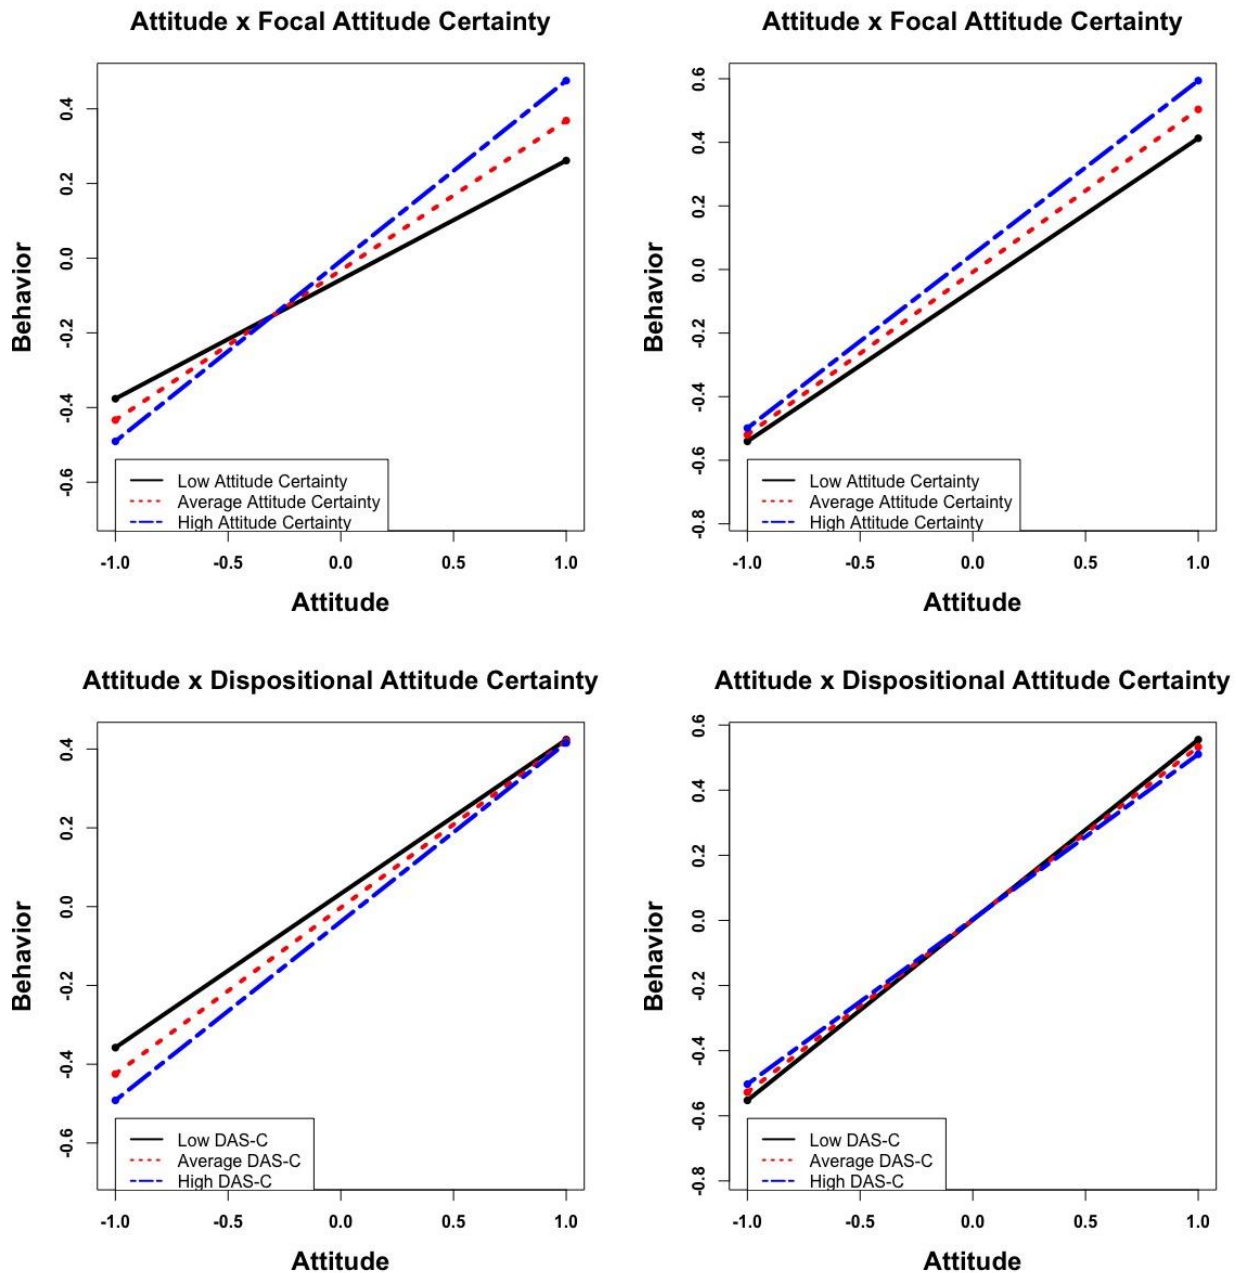 Attitude x Focal Attitude Certainty
Behavior
0.4
0.2
0.0
-0.2
-0.4
-0.6
Low Attitude Certainty
Average Attitude Certainty
High Attitude Certainty
-1.0 -0.5 0.0 0.5 1.0
Attitude
Attitude x Focal Attitude Certainty
Behavior
0.6
0.4
0.2
0.0
-0.2
-0.4
-0.6
-0.8
Low Attitude Certainty
Average Attitude Certainty
High Attitude Certainty
-1.0 -0.5 0.0 0.5 1.0
Attitude
Attitude x Dispositional Attitude Certainty
Behavior
0.4
0.2
0.0
-0.2
-0.4
-0.6
Low DAS-C
Average DAS-C
High DAS-C
-1.0 -0.5 0.0 0.5 1.0
Attitude
Attitude x Dispositional Attitude Certainty
Behavior
0.6
0.4
0.2
0.0
-0.2
-0.4
-0.6
-0.8
Low DAS-C
Average DAS-C
High DAS-C
-1.0 -0.5 0.0 0.5 1.0
Attitude